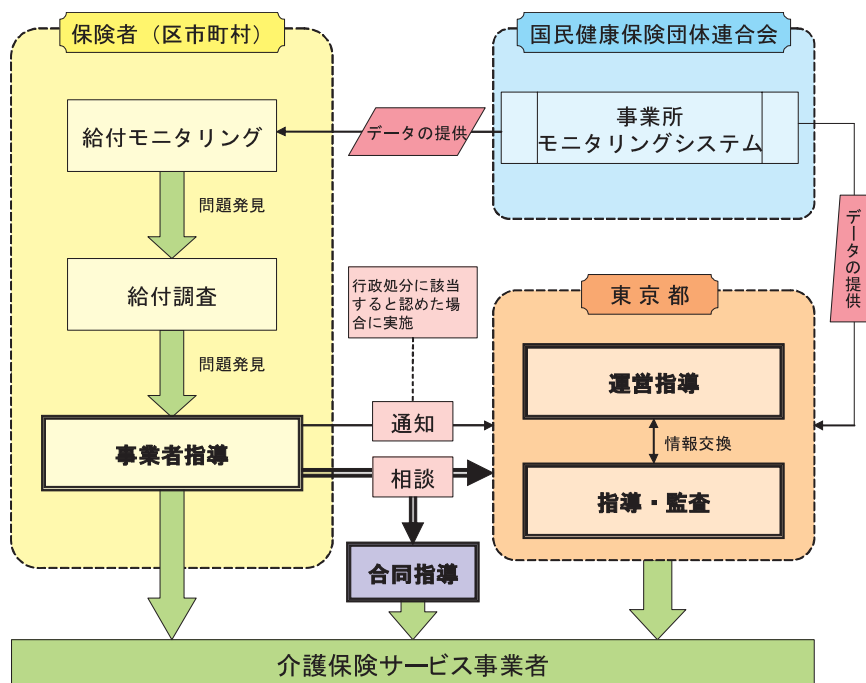 保険者（区市町村）
国民健康保険団体連合会
給付モニタリング
データの提供
事業所
モニタリングシステム
問題発見
データの提供
給付調査
行政処分に該当
すると認めた場
合に実施
東京都
問題発見
運営指導
通知
事業者指導
情報交換
相談
指導・監査
合同指導
介護保険サービス事業者